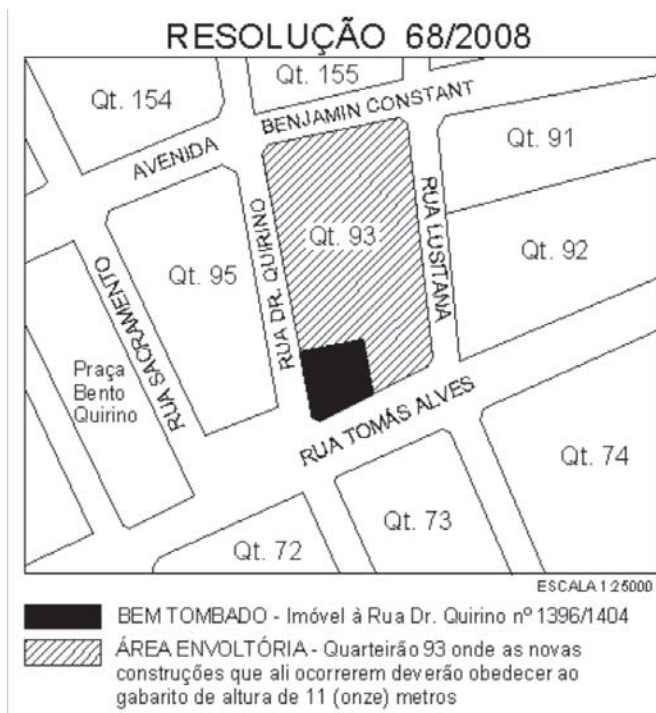 RESOLUÇÃO 68/2008
Qt. 154
Qt. 155
AVENIDA BENJAMIN CONSTANT
Qt. 91
Qt. 93
Qt. 95
Qt. 92
RUA DR. QUIRINO
RUA LUSITANA
RUA SACRAMENTO
Praça
Bento
Quirino
RUA TOMÁS ALVES
Qt. 74
Qt. 73
Qt. 72
ESCALA 1:25000
BEM TOMBADO - Imóvel à Rua Dr. Quirino nº 1396/1404
ÁREA ENVOLTÓRIA - Quarteirão 93 onde as novas
construções que ali ocorrerem deverão obedecer ao
gabarito de altura de 11 (onze) metros